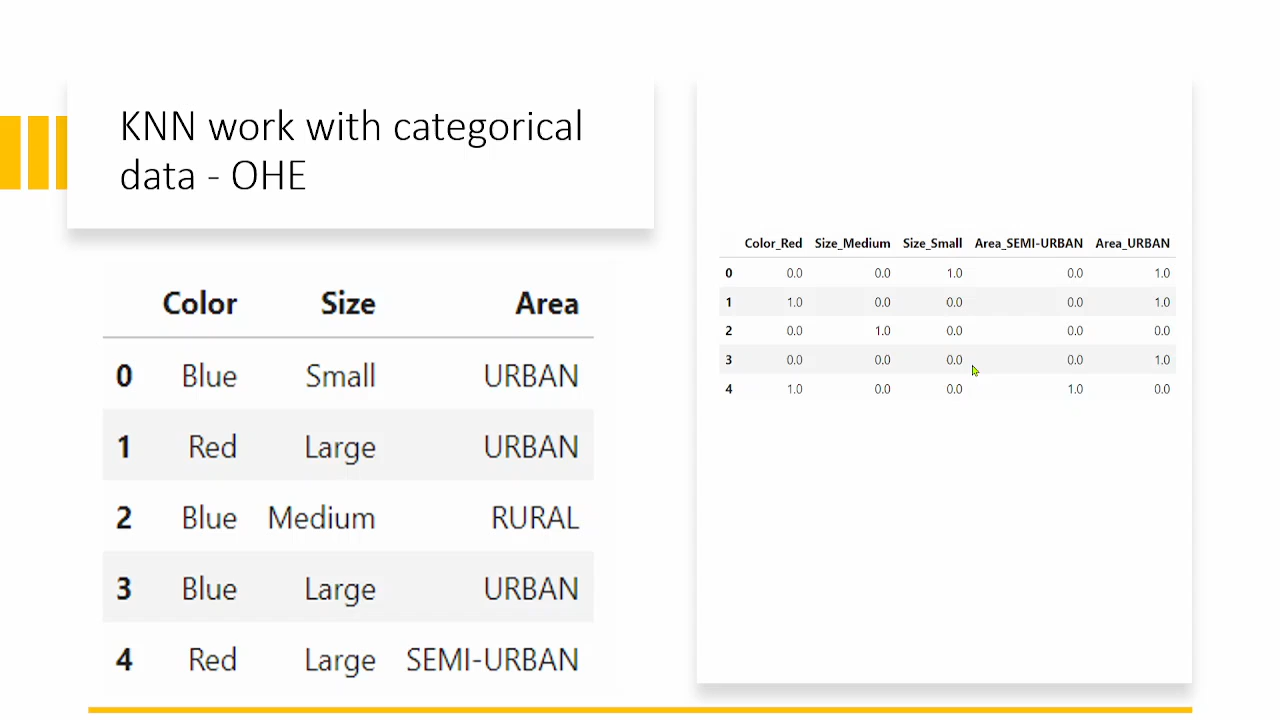 KNN work with categorical
data - OHE
Color Size Area
0 Blue Small URBAN
1 Red Large URBAN
2 Blue Medium RURAL
3 Blue Large URBAN
4 Red Large SEMI-URBAN
Color_Red Size_Medium Size_Small Area_SEMI-URBAN Area_URBAN
0 0.0 0.0 1.0 0.0 1.0
1 1.0 0.0 0.0 0.0 1.0
2 0.0 1.0 0.0 0.0 0.0
3 0.0 0.0 0.0 0.0 1.0
4 1.0 0.0 0.0 1.0 0.0